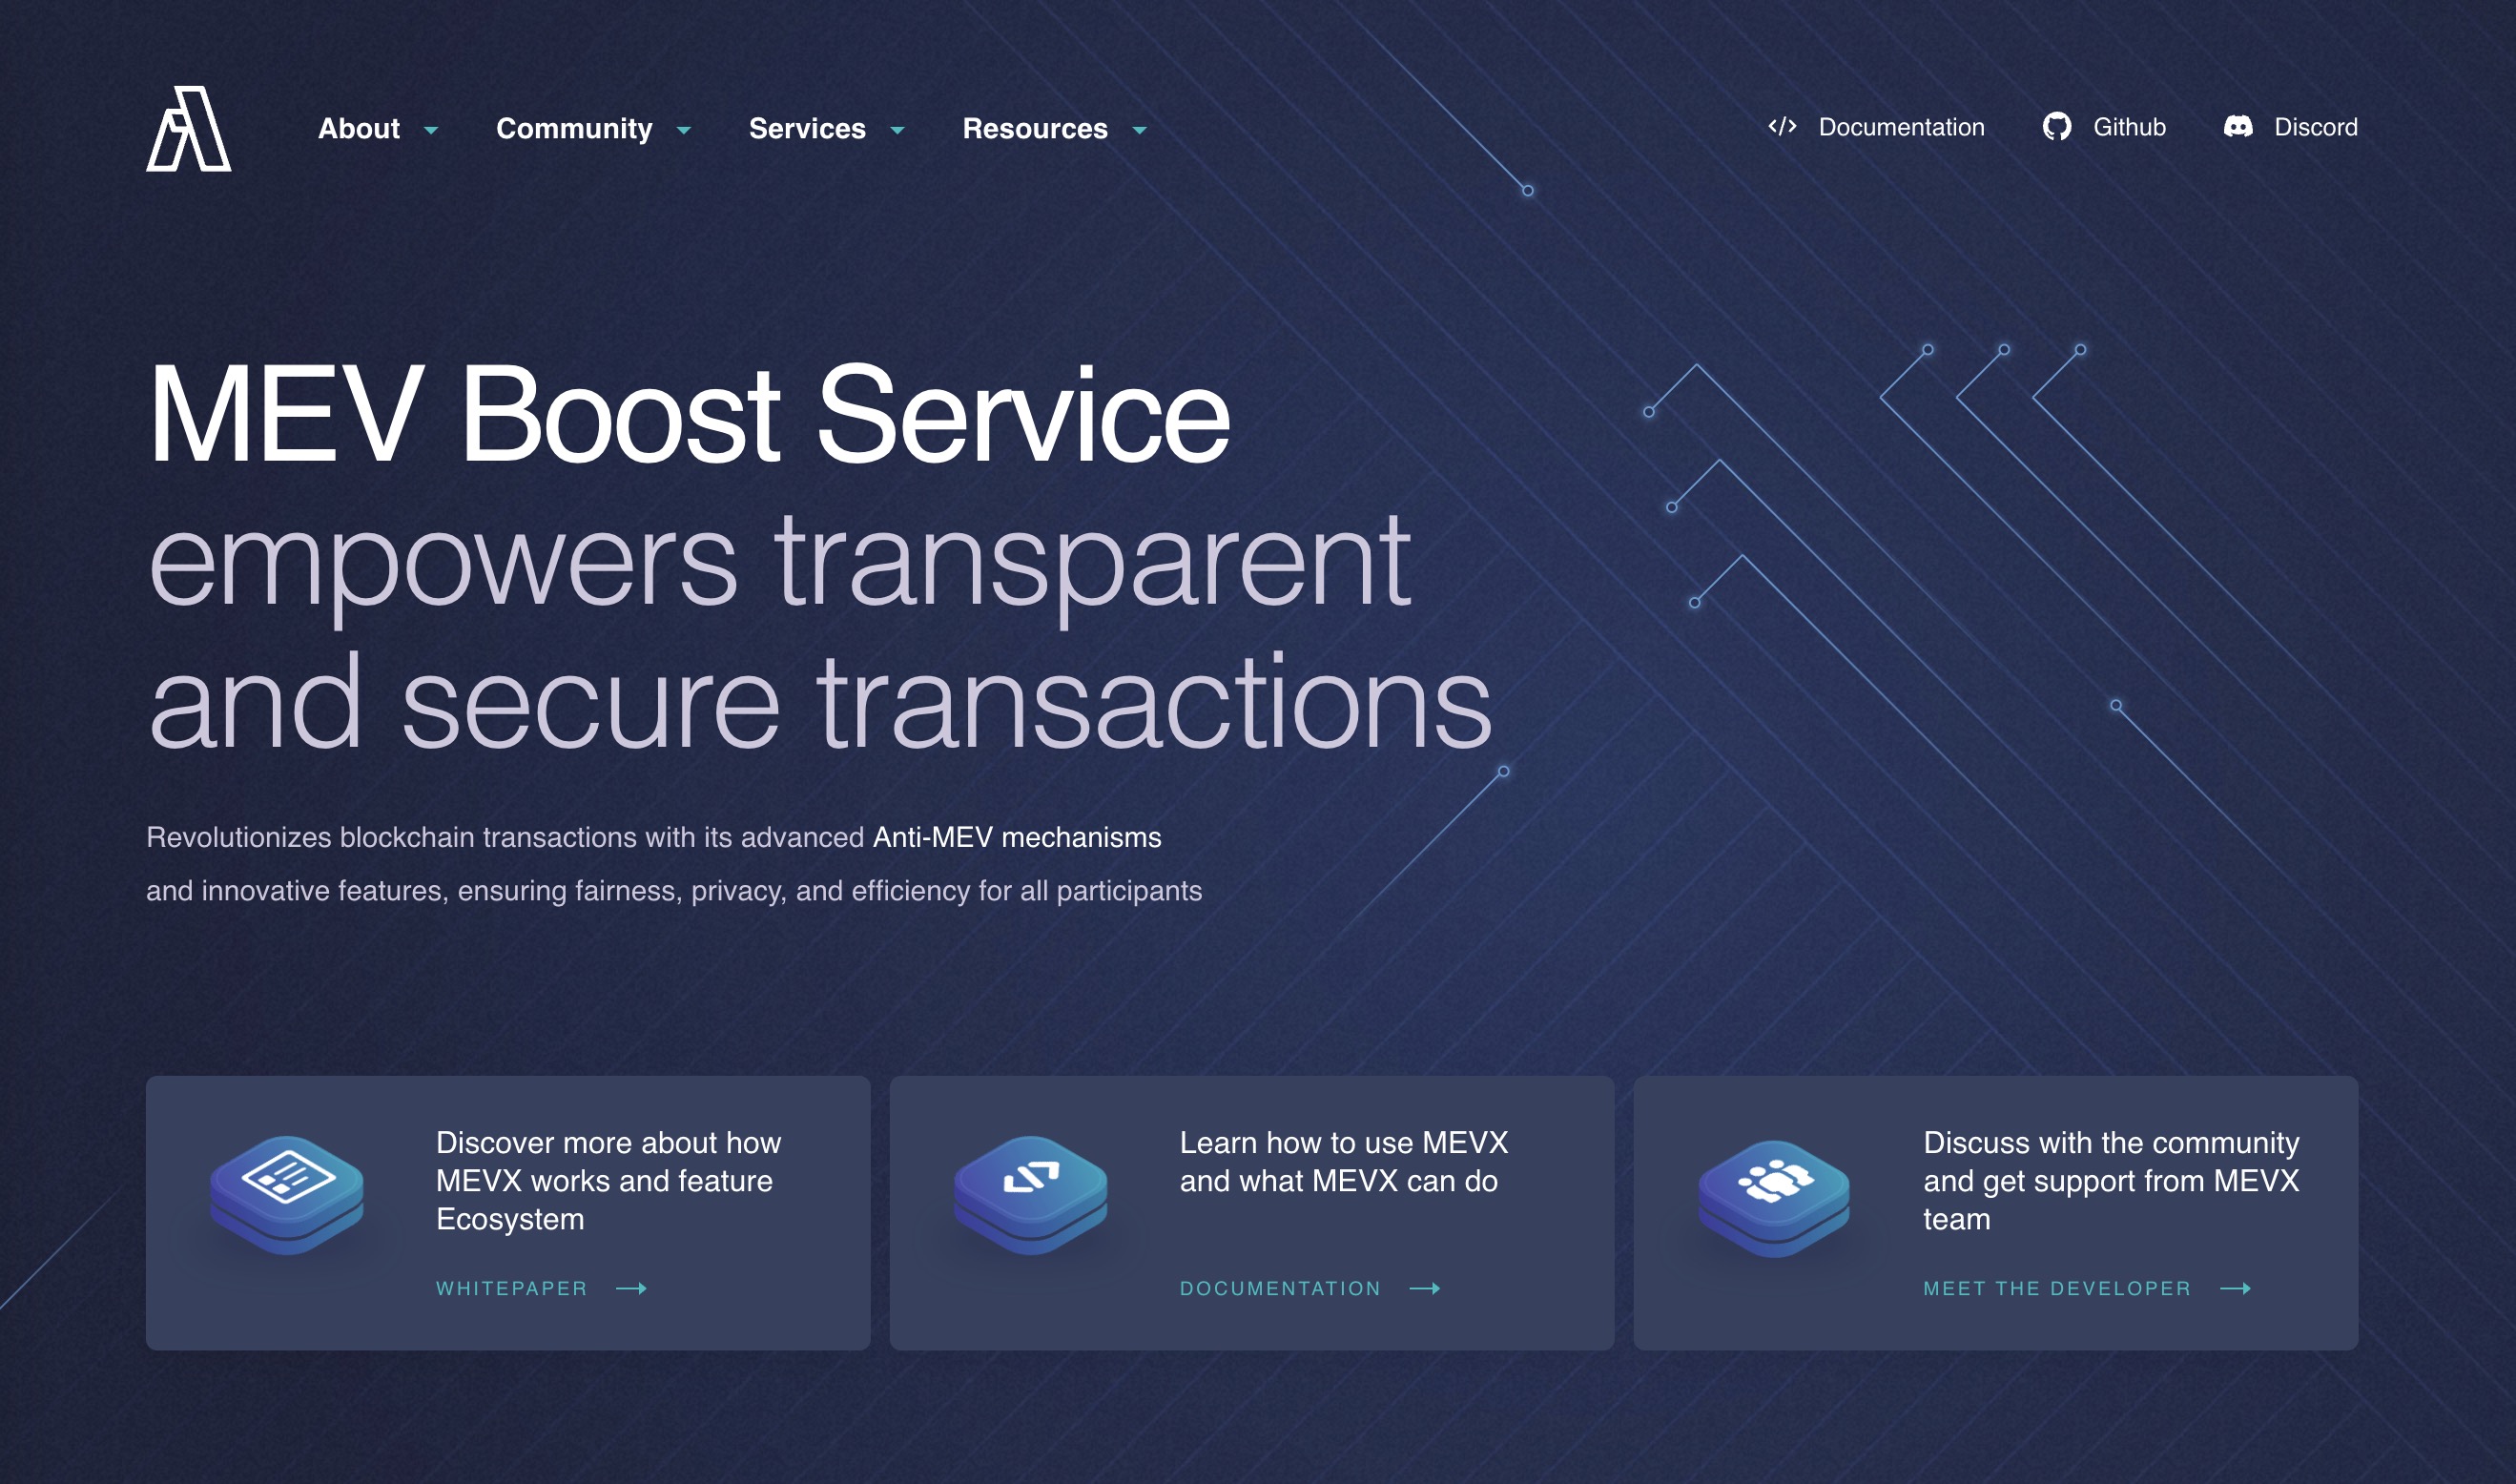 About
Community
Services
Resources
Documentation
Github
Discord
MEV Boost Service
empowers transparent
and secure transactions
Revolutionizes blockchain transactions with its advanced Anti-MEV mechanisms
and innovative features, ensuring fairness, privacy, and efficiency for all participants
Discover more about how
MEVX works and feature
Ecosystem
WHITEPAPER
Learn how to use MEVX
and what MEVX can do
DOCUMENTATION
Discuss with the community
and get support from MEVX
team
MEET THE DEVELOPER